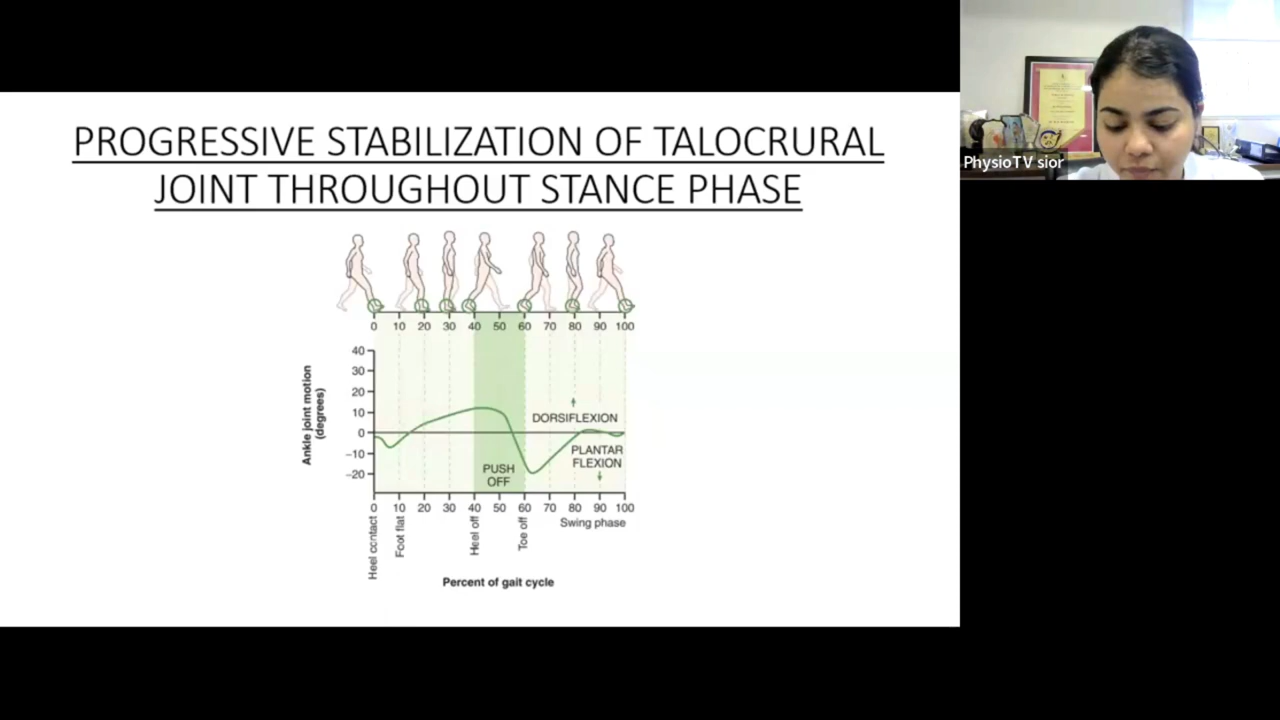 PROGRESSIVE STABILIZATION OF TALOCRURAL
JOINT THROUGHOUT STANCE PHASE
0 10 20 30 40 50 60 70 80 90 100
Ankle joint motion
(degrees)
40
30
20
10
0
−10
−20
DORSIFLEXION
PLANTAR
FLEXION
PUSH
OFF
0 10 20 30 40 50 60 70 80 90 100
Heel contact
Foot flat
Heel off
Toe off
Swing phase
Percent of gait cycle
PhysioTV sior